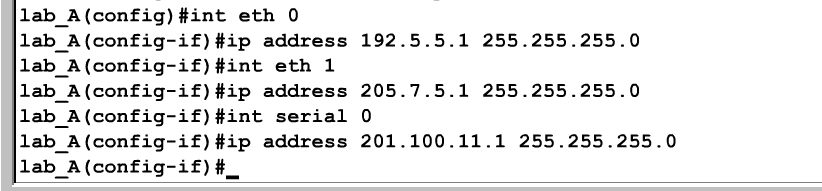 lab_A(config)#int eth 0
lab_A(config-if)#ip address 192.5.5.1 255.255.255.0
lab_A(config-if)#int eth 1
lab_A(config-if)#ip address 205.7.5.1 255.255.255.0
lab_A(config-if)#int serial 0
lab_A(config-if)#ip address 201.100.11.1 255.255.255.0
lab_A(config-if)#_